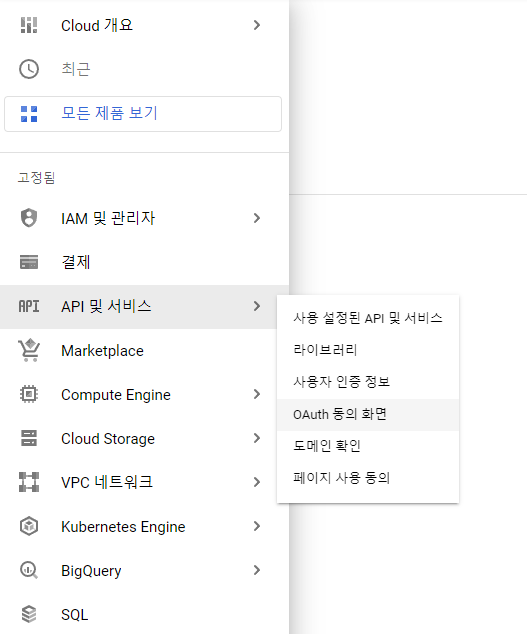 Cloud 개요
최근
모든 제품 보기
고정됨
IAM 및 관리자
결제
API API 및 서비스
Marketplace
Compute Engine
Cloud Storage
VPC 네트워크
Kubernetes Engine
BigQuery
SQL
사용 설정된 API 및 서비스
라이브러리
사용자 인증 정보
OAuth 동의 화면
도메인 확인
페이지 사용 동의